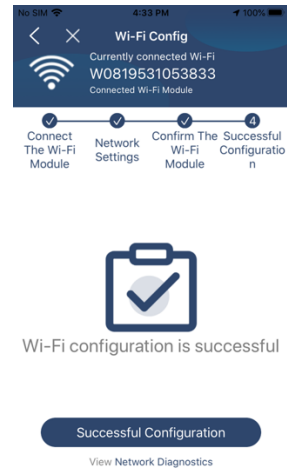 No SIM 4:33 PM 100%
Wi-Fi Config
Currently connected Wi-Fi
W0819531053833
Connected Wi-Fi Module
4
Connect The Wi-Fi Module
Network Settings
Confirm The Wi-Fi Module
Successful Configuratio n
Wi-Fi configuration is successful
Successful Configuration
View Network Diagnostics